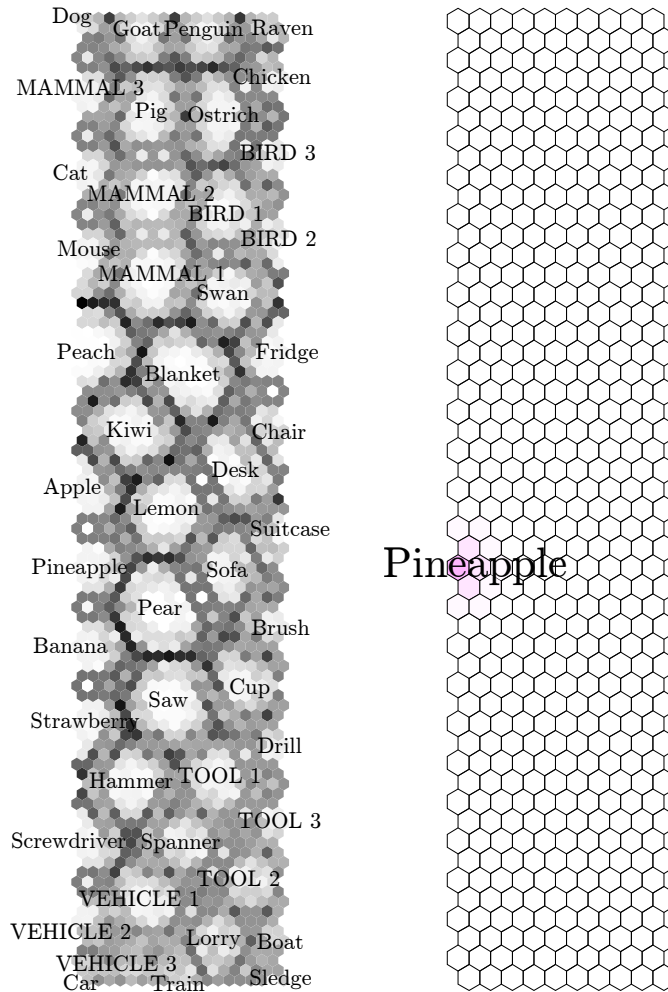 Dog
Goat Penguin Raven
Chicken
MAMMAL 3
Pig
Ostrich
BIRD 3
Cat
MAMMAL 2
BIRD 1
BIRD 2
Mouse
MAMMAL 1
Swan
Peach
Fridge
Blanket
Kiwi
Chair
Desk
Apple
Lemon
Suitcase
Pineapple
Sofa
Pineapple
Pear
Brush
Banana
Cup
Saw
Strawberry
Drill
Hammer TOOL 1
TOOL 3
Screwdriver Spanner
TOOL 2
VEHICLE 1
VEHICLE 2
Lorry Boat
VEHICLE 3
Car Train Sledge